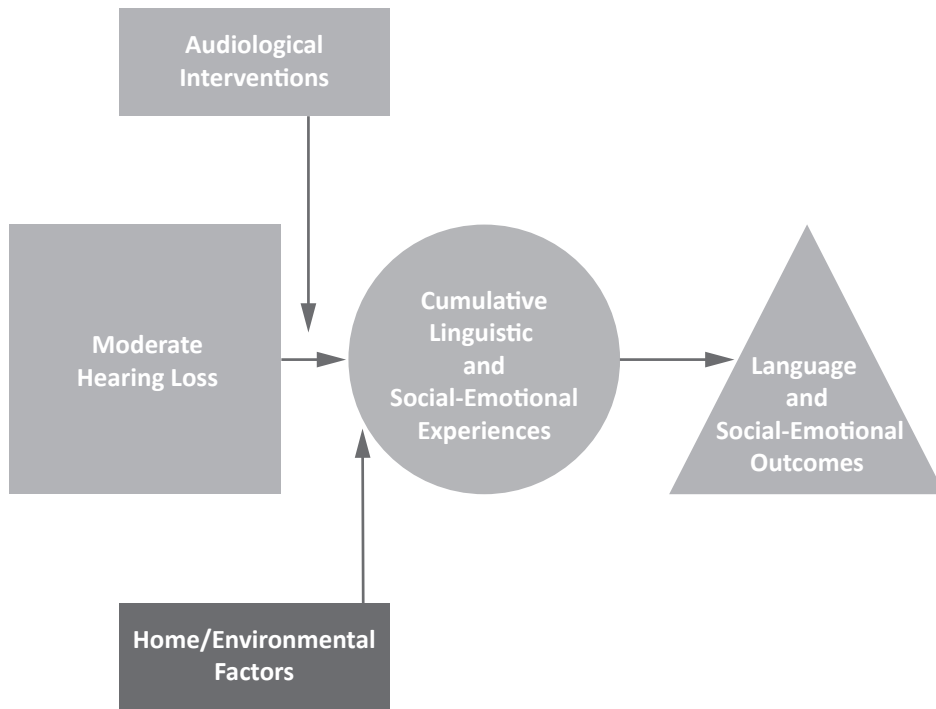 Audiological
Interventions
Moderate
Hearing Loss
Cumulative
Linguistic
and
Social-Emotional
Experiences
Language
and
Social-Emotional
Outcomes
Home/Environmental
Factors